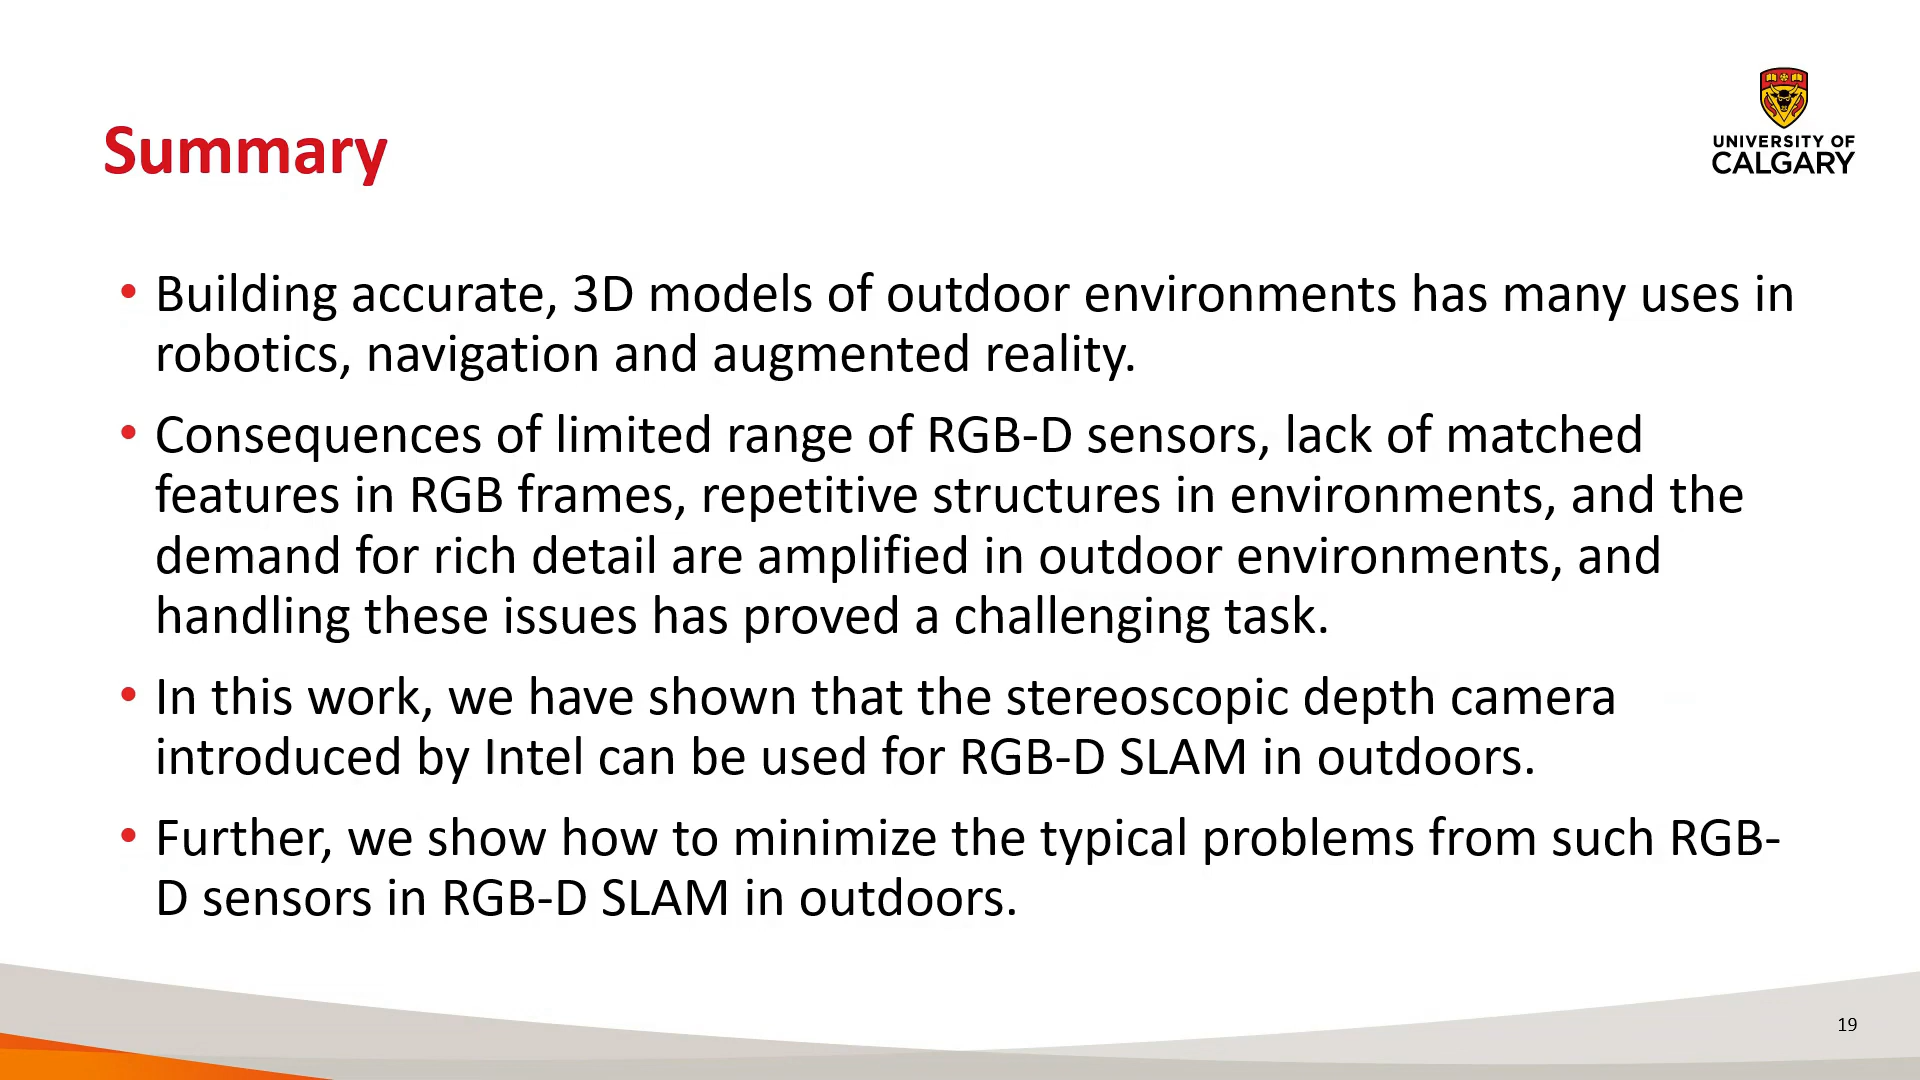 Summary
UNIVERSITY OF
CALGARY
• Building accurate, 3D models of outdoor environments has many uses in
robotics, navigation and augmented reality.
• Consequences of limited range of RGB-D sensors, lack of matched
features in RGB frames, repetitive structures in environments, and the
demand for rich detail are amplified in outdoor environments, and
handling these issues has proved a challenging task.
• In this work, we have shown that the stereoscopic depth camera
introduced by Intel can be used for RGB-D SLAM in outdoors.
• Further, we show how to minimize the typical problems from such RGB-
D sensors in RGB-D SLAM in outdoors.
19